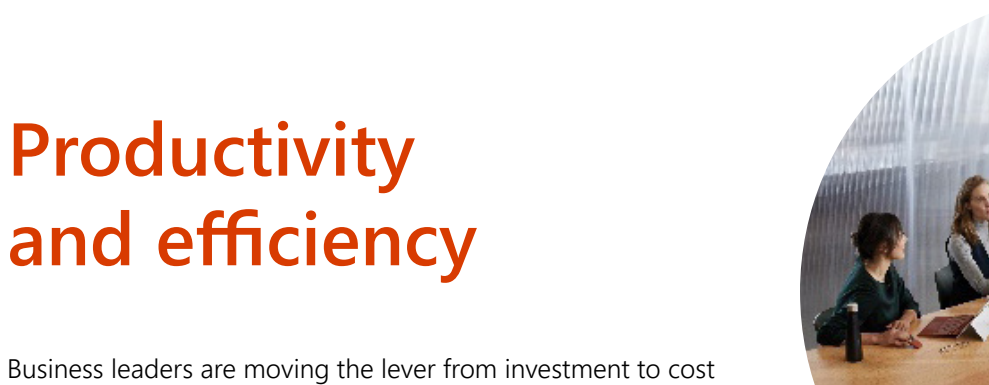 Productivity
and efficiency
Business leaders are moving the lever from investment to cost